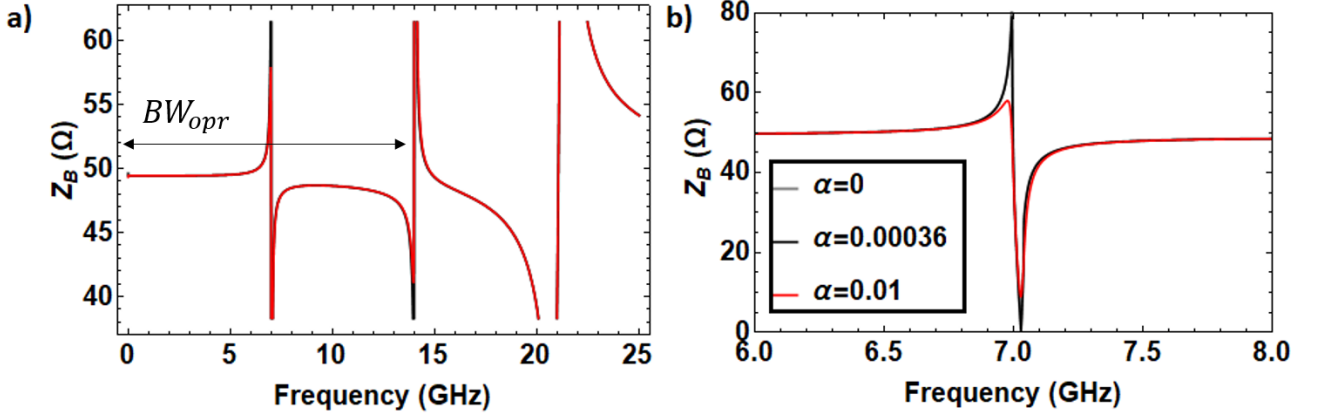 a)
60
55
50
45
40
Z_B (Ω)
BW_opr
0 5 10 15 20 25
Frequency (GHz)
b)
80
60
40
20
0
Z_B (Ω)
α=0
α=0.00036
α=0.01
6.0 6.5 7.0 7.5 8.0
Frequency (GHz)